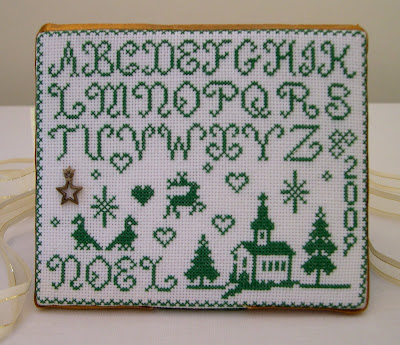 ABCDEFGHIK
LMNOPQRS
TUVWXYZ
2009
NOEL